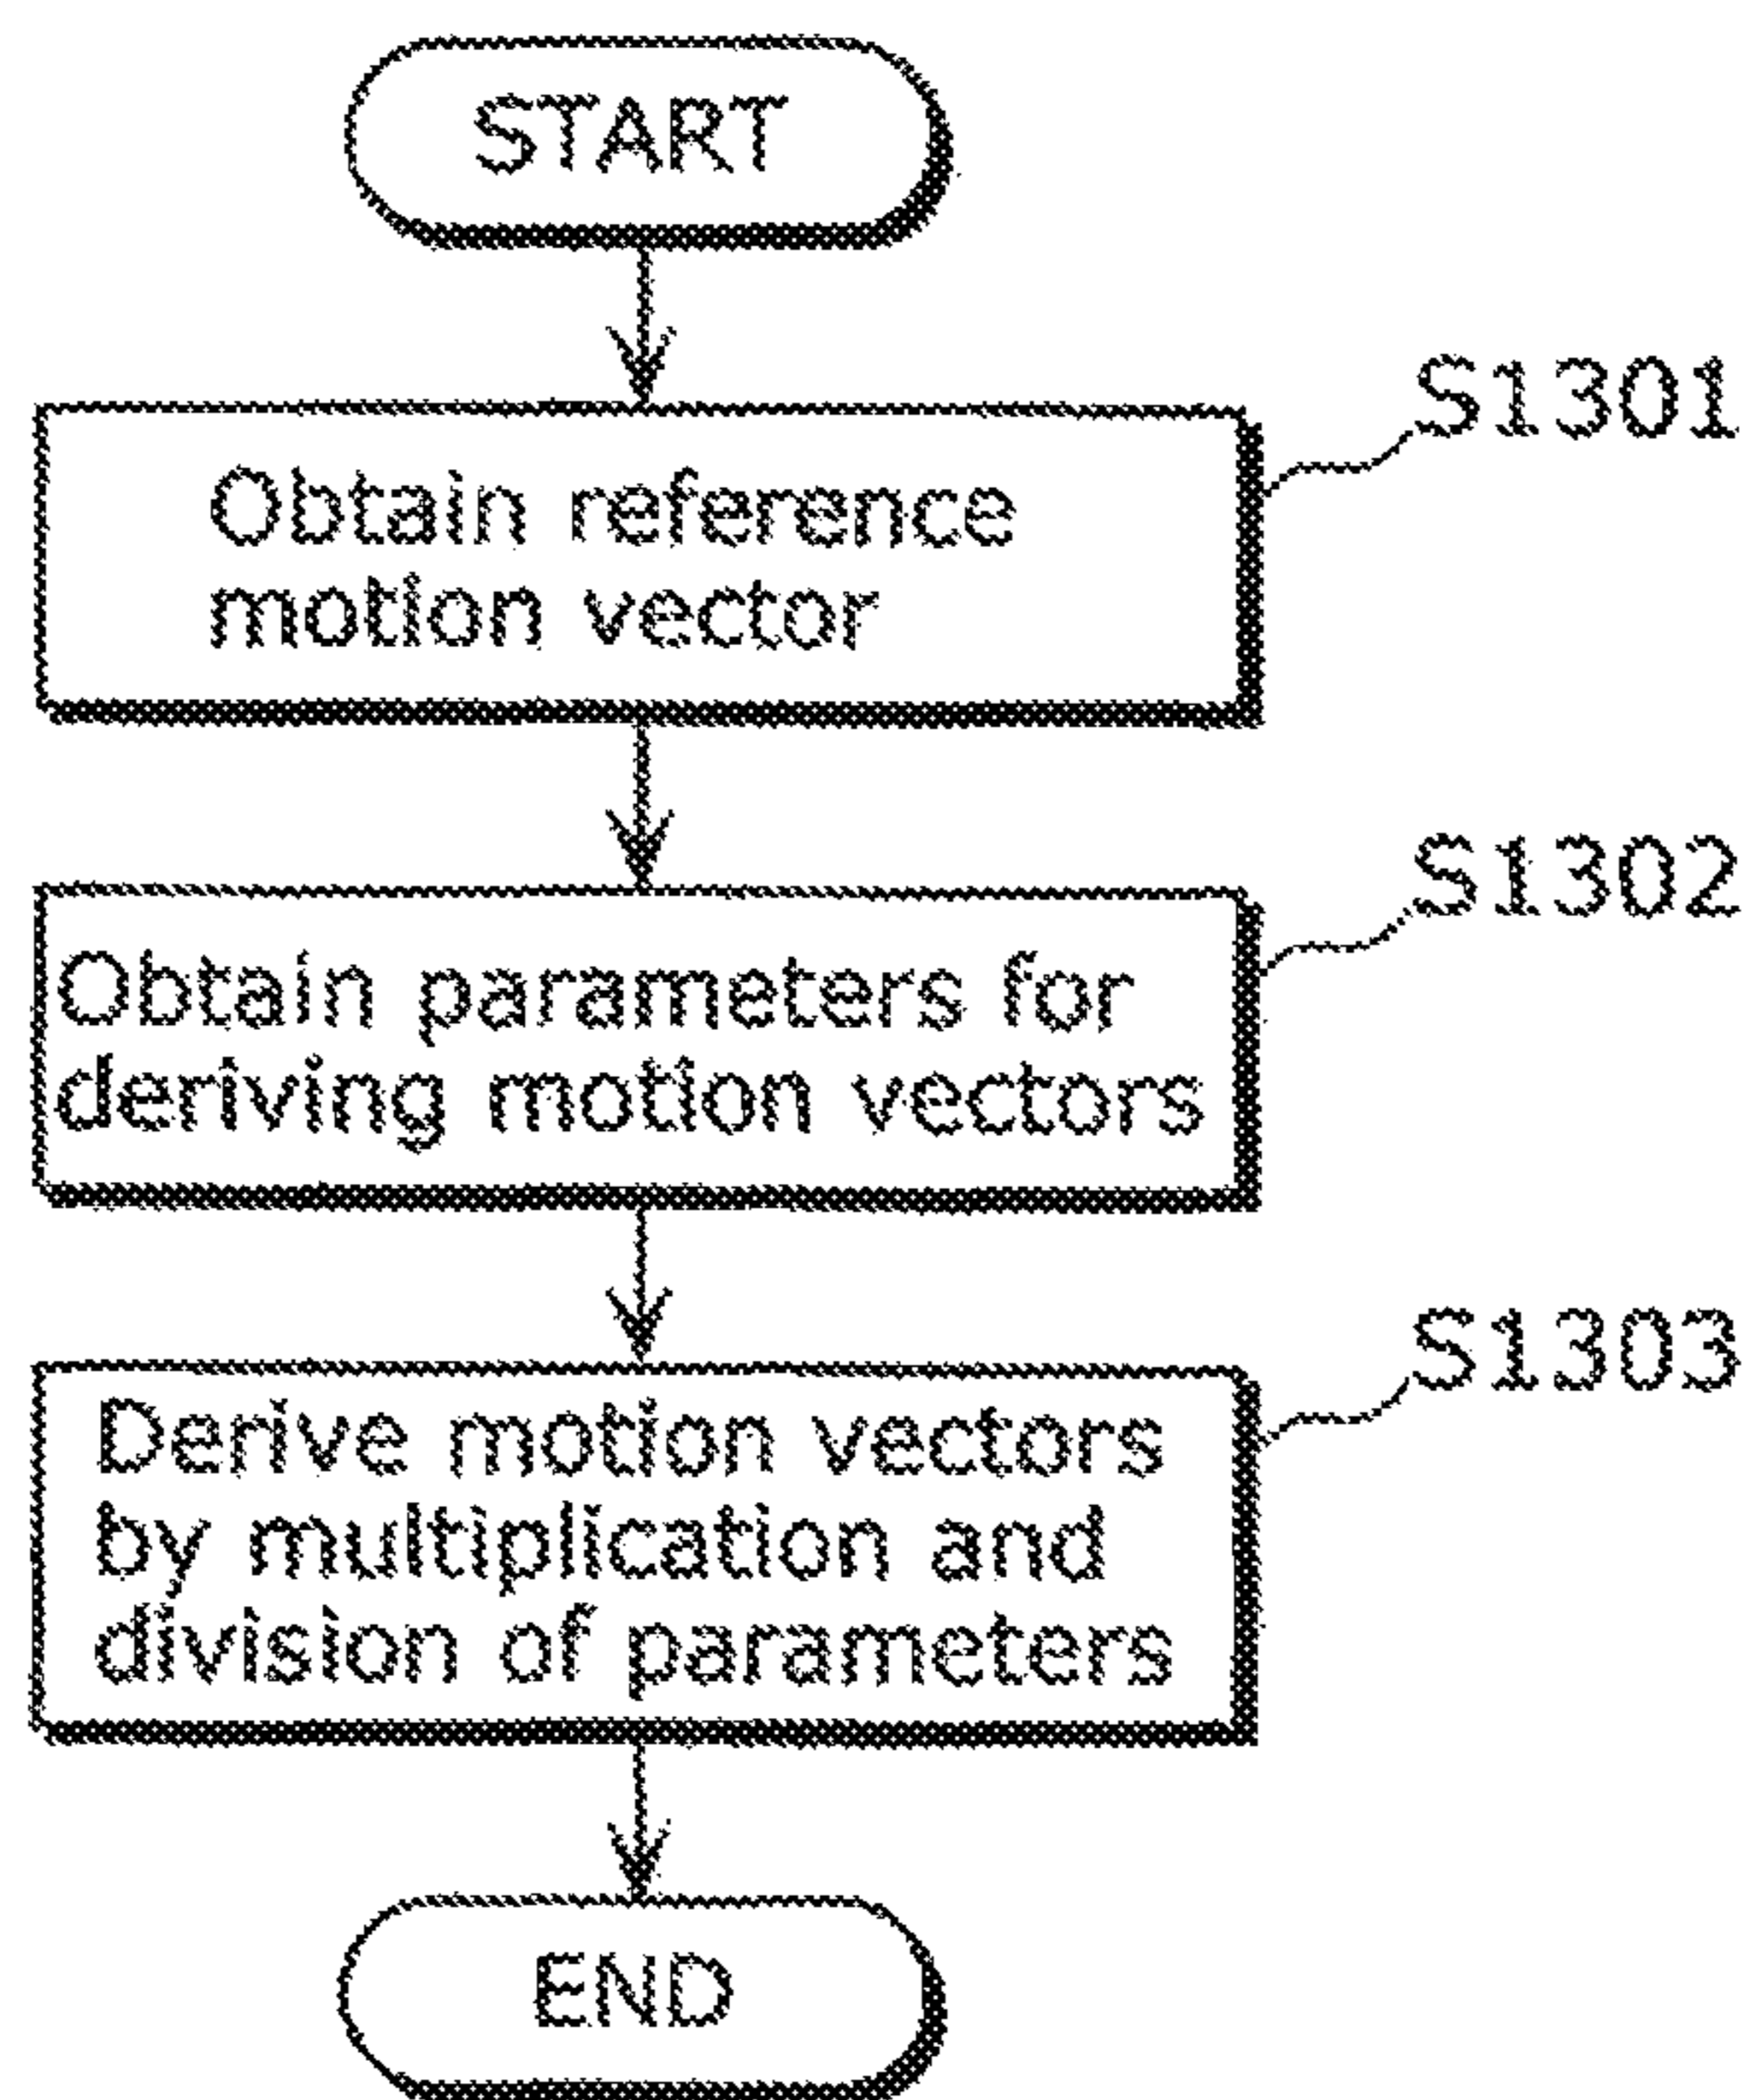 START
S1301
Obtain reference
motion vector
S1302
Obtain parameters for
deriving motion vectors
S1303
Derive motion vectors
by multiplication and
division of parameters
END